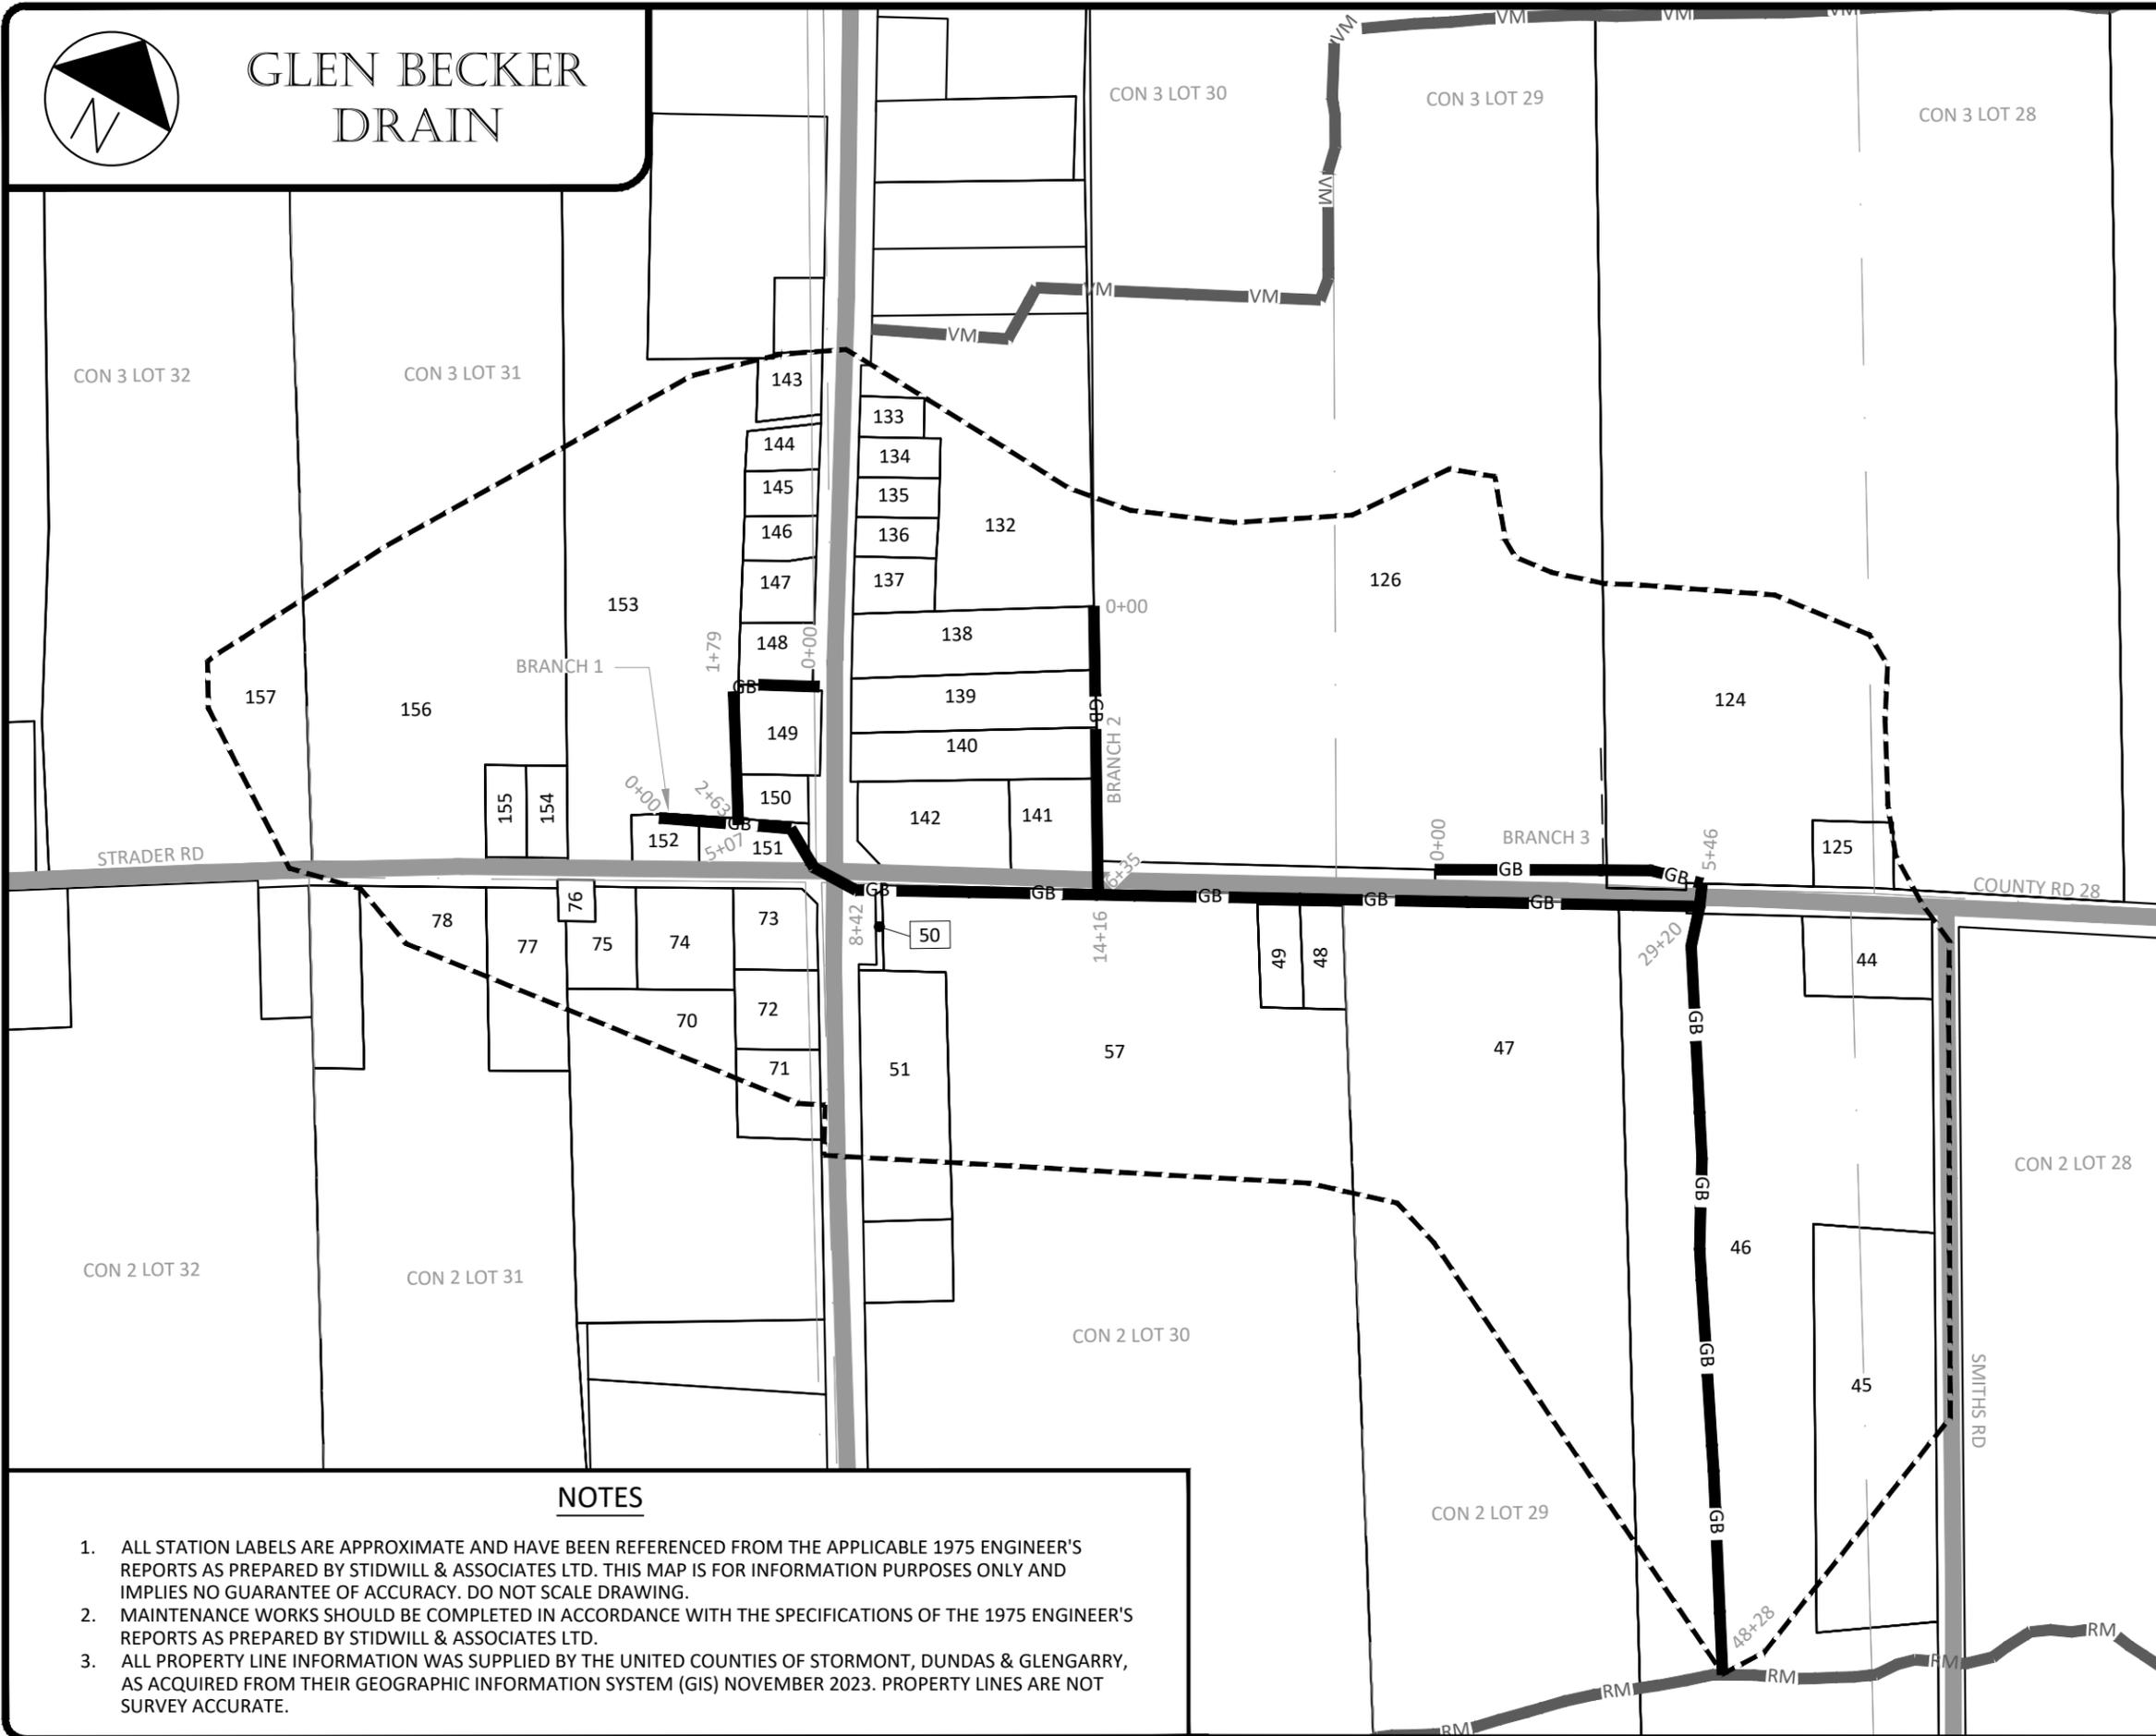 GLEN BECKER
DRAIN
N
VM VM VM VM
CON 3 LOT 30
CON 3 LOT 29
CON 3 LOT 28
VM
VM
VM
VM
CON 3 LOT 32
CON 3 LOT 31
143
133
144
134
145
135
146
136
132
147
137
126
153
0+00
138
148
0+00
1+79
BRANCH 1
GB
157
156
139
124
GB
BRANCH 2
149
140
155
154
0+00
2+63
150
142
141
GB
152
151
5+07
0+00
BRANCH 3
5+46
125
STRADER RD
6+35
GB
GB
COUNTY RD 28
GB
GB
GB
GB
GB
76
78
77
75
74
73
8+42
50
14+16
49
48
29+20
44
72
70
71
51
57
47
GB
CON 2 LOT 28
GB
46
CON 2 LOT 32
CON 2 LOT 31
CON 2 LOT 30
GB
45
SMITHS RD
CON 2 LOT 29
GB
48+28
RM
RM
RM
RM
RM
NOTES
1. ALL STATION LABELS ARE APPROXIMATE AND HAVE BEEN REFERENCED FROM THE APPLICABLE 1975 ENGINEER'S
REPORTS AS PREPARED BY STIDWILL & ASSOCIATES LTD. THIS MAP IS FOR INFORMATION PURPOSES ONLY AND
IMPLIES NO GUARANTEE OF ACCURACY. DO NOT SCALE DRAWING.
2. MAINTENANCE WORKS SHOULD BE COMPLETED IN ACCORDANCE WITH THE SPECIFICATIONS OF THE 1975 ENGINEER'S
REPORTS AS PREPARED BY STIDWILL & ASSOCIATES LTD.
3. ALL PROPERTY LINE INFORMATION WAS SUPPLIED BY THE UNITED COUNTIES OF STORMONT, DUNDAS & GLENGARRY,
AS ACQUIRED FROM THEIR GEOGRAPHIC INFORMATION SYSTEM (GIS) NOVEMBER 2023. PROPERTY LINES ARE NOT
SURVEY ACCURATE.